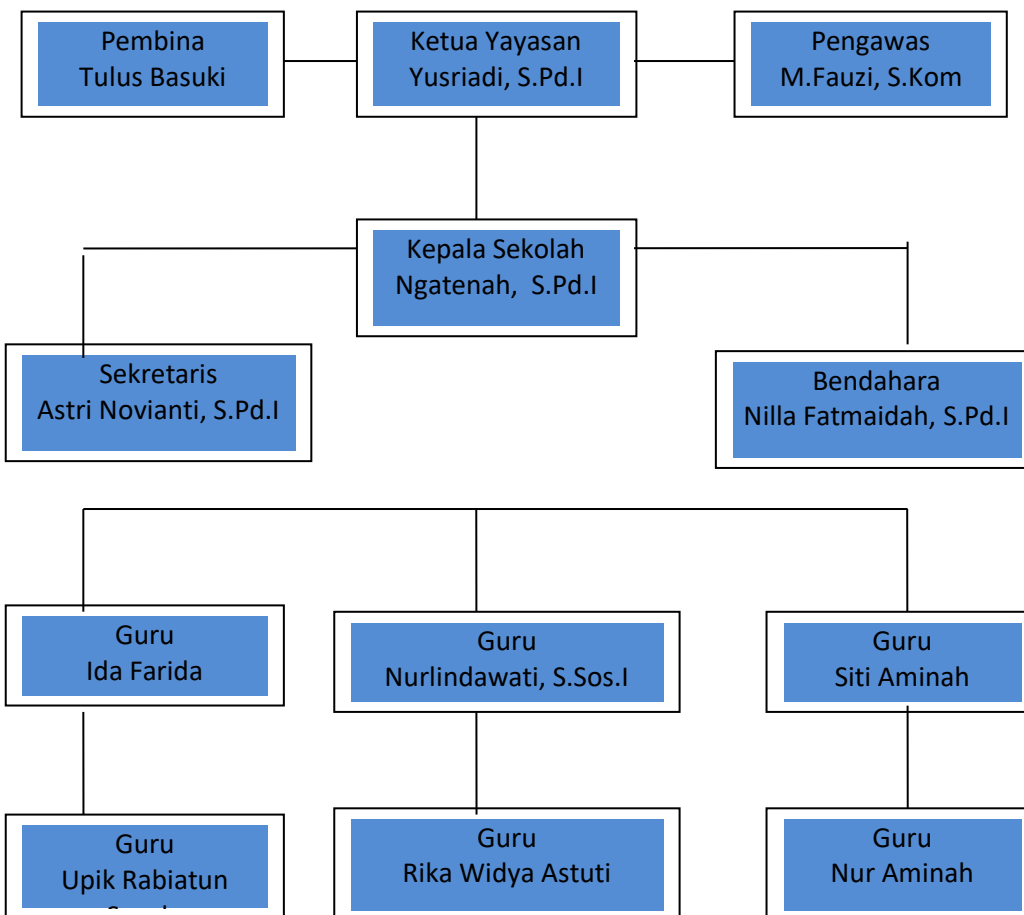 Pembina
Tulus Basuki
Ketua Yayasan
Yusriadi, S.Pd.I
Pengawas
M.Fauzi, S.Kom
Kepala Sekolah
Ngatenah, S.Pd.I
Sekretaris
Astri Novianti, S.Pd.I
Bendahara
Nilla Fatmaidah, S.Pd.I
Guru
Ida Farida
Guru
Nurlindawati, S.Sos.I
Guru
Siti Aminah
Guru
Upik Rabiatun
Guru
Rika Widya Astuti
Guru
Nur Aminah